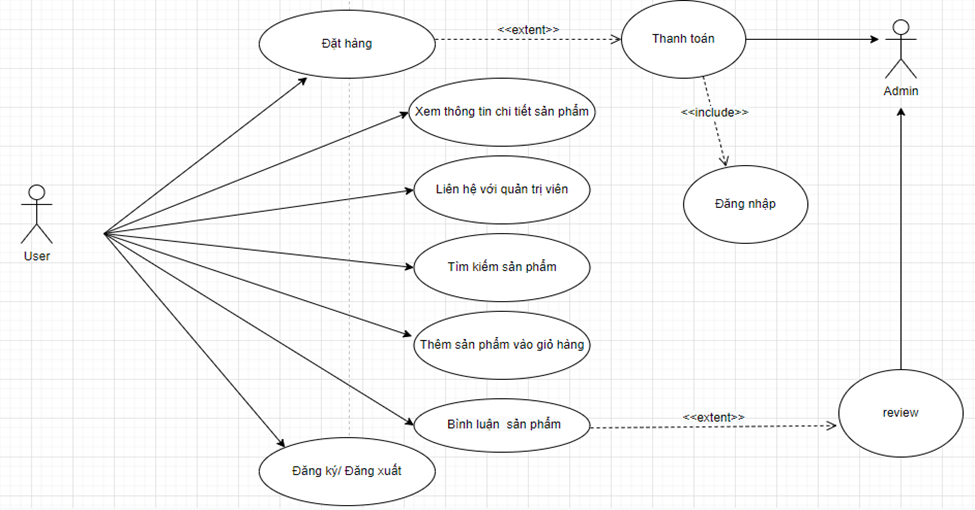 Đặt hàng
<<extent>>
Thanh toán
Admin
Xem thông tin chi tiết sản phẩm
<<include>>
Liên hệ với quản trị viên
Đăng nhập
User
Tìm kiếm sản phẩm
Thêm sản phẩm vào giỏ hàng
Bình luận sản phẩm
<<extent>>
review
Đăng ký/ Đăng xuất